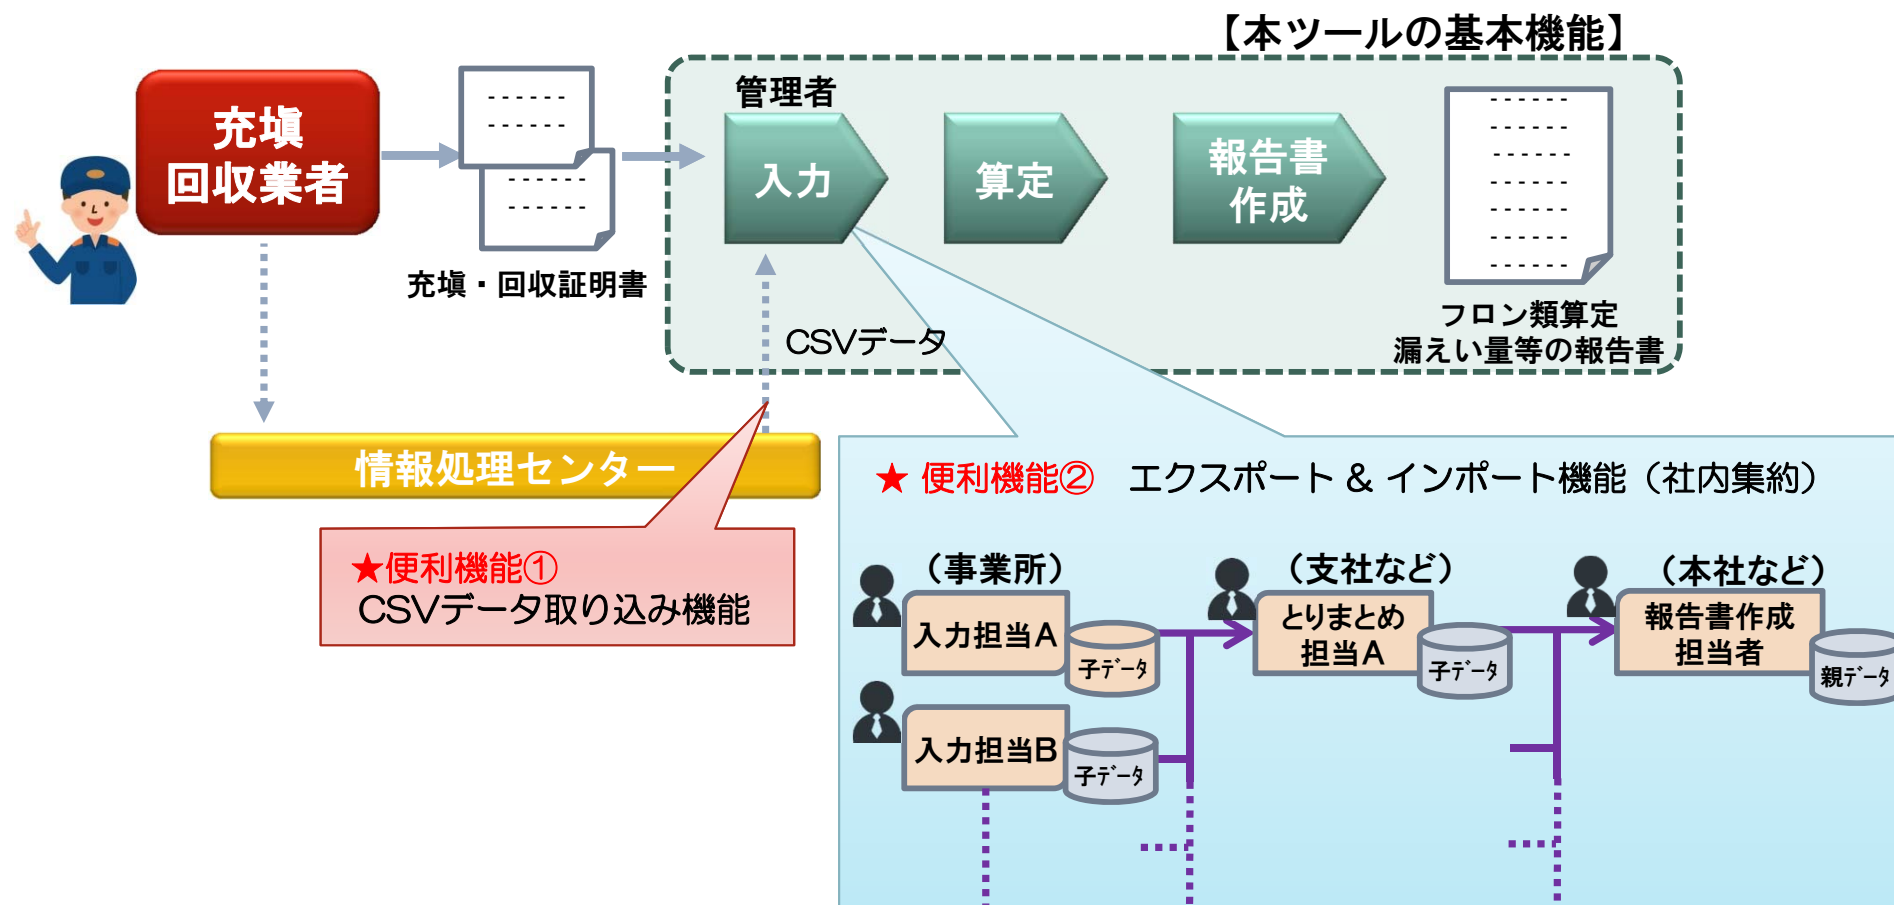 【本ツールの基本機能】
充塡
回収業者
充塡・回収証明書
管理者
入力
算定
報告書
作成
フロン類算定
漏えい量等の報告書
CSVデータ
情報処理センター
★便利機能①
CSVデータ取り込み機能
★ 便利機能② エクスポート & インポート機能（社内集約）
（事業所）
（支社など）
（本社など）
入力担当A
子ﾃﾞｰﾀ
とりまとめ
担当A
子ﾃﾞｰﾀ
報告書作成
担当者
親ﾃﾞｰﾀ
入力担当B
子ﾃﾞｰﾀ